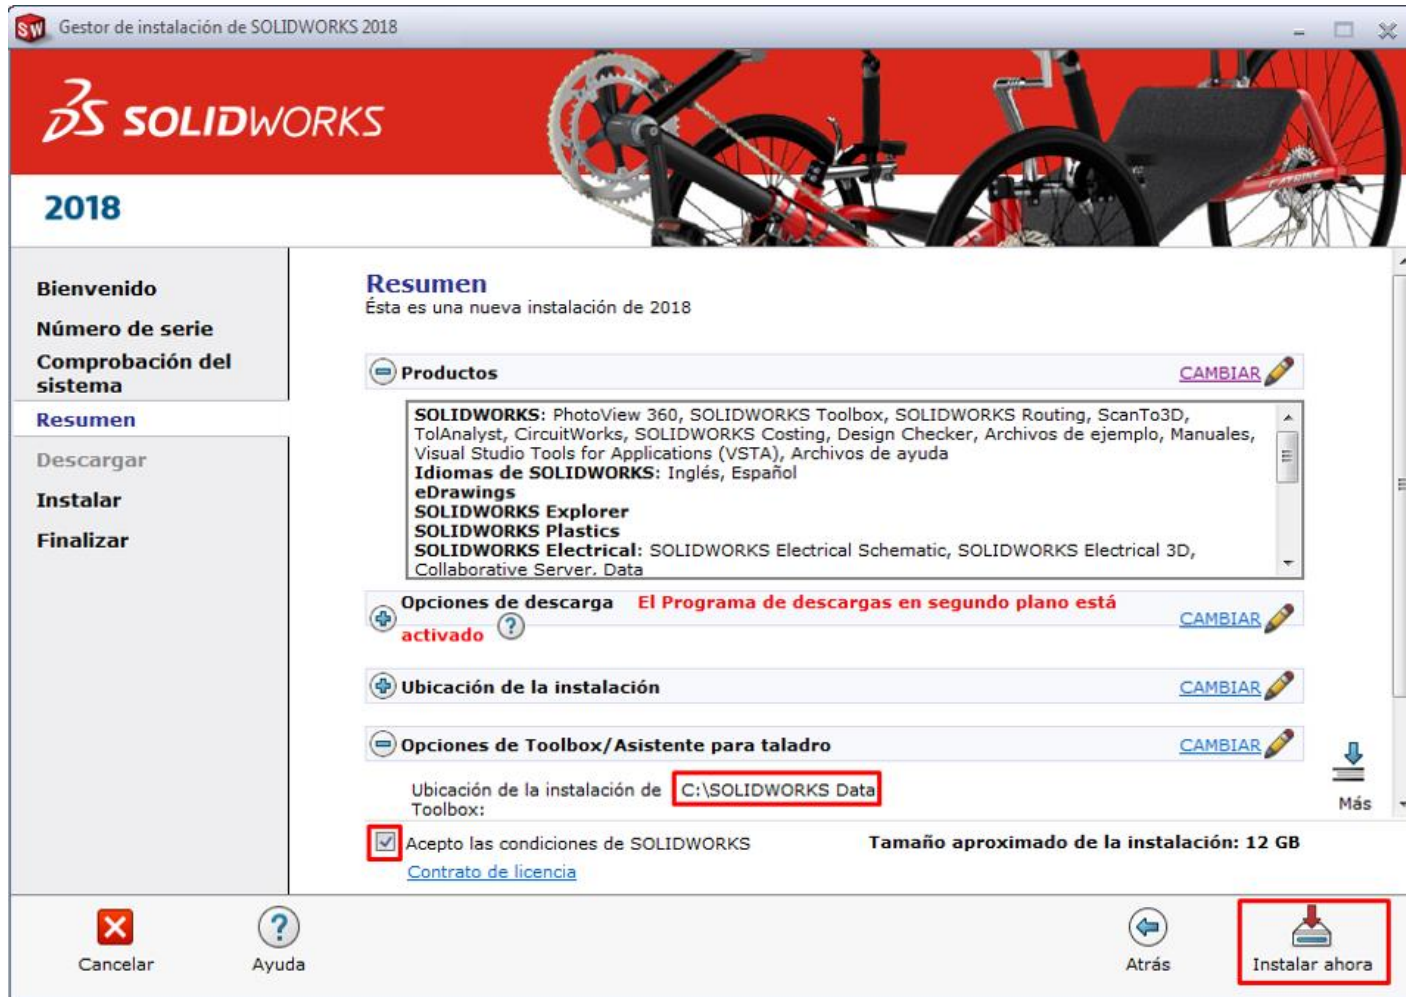 SW Gestor de instalación de SOLIDWORKS 2018
3S SOLIDWORKS
2018
CATRIKE
Bienvenido
Número de serie
Comprobación del
sistema
Resumen
Descargar
Instalar
Finalizar
Resumen
Ésta es una nueva instalación de 2018
Productos CAMBIAR
SOLIDWORKS: PhotoView 360, SOLIDWORKS Toolbox, SOLIDWORKS Routing, ScanTo3D,
TolAnalyst, CircuitWorks, SOLIDWORKS Costing, Design Checker, Archivos de ejemplo, Manuales,
Visual Studio Tools for Applications (VSTA), Archivos de ayuda
Idiomas de SOLIDWORKS: Inglés, Español
eDrawings
SOLIDWORKS Explorer
SOLIDWORKS Plastics
SOLIDWORKS Electrical: SOLIDWORKS Electrical Schematic, SOLIDWORKS Electrical 3D,
Collaborative Server, Data
Opciones de descarga El Programa de descargas en segundo plano está
activado ? CAMBIAR
Ubicación de la instalación CAMBIAR
Opciones de Toolbox/Asistente para taladro CAMBIAR
Ubicación de la instalación de C:\SOLIDWORKS Data
Toolbox:
Más
Acepto las condiciones de SOLIDWORKS Tamaño aproximado de la instalación: 12 GB
Contrato de licencia
Cancelar Ayuda Atrás Instalar ahora